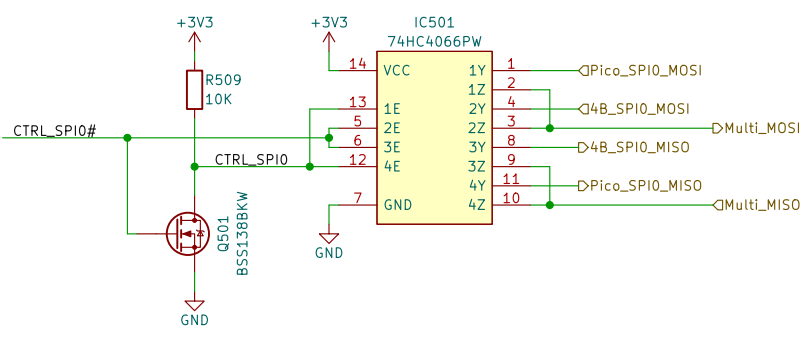 +3V3
+3V3
IC501
74HC4066PW
R509
10K
14 VCC 1Y 1 Pico_SPI0_MOSI
1Z 2
13 1E 2Y 4 4B_SPI0_MOSI
5 2E 2Z 3 Multi_MOSI
CTRL_SPI0#
6 3E 3Y 8 4B_SPI0_MISO
CTRL_SPI0
12 4E 3Z 9
4Y 11 Pico_SPI0_MISO
7 GND 4Z 10 Multi_MISO
Q501
BSS138BKW
GND
GND